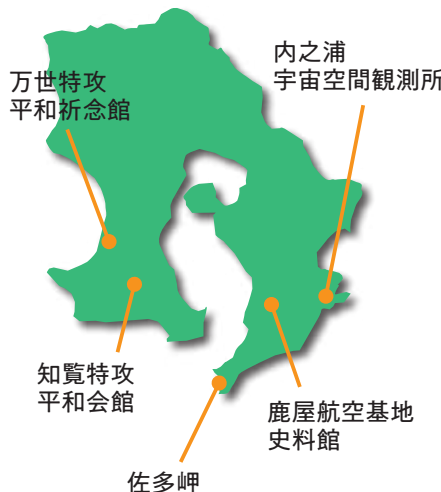 万世特攻
平和祈念館
内之浦
宇宙空間観測所
知覧特攻
平和会館
鹿屋航空基地
史料館
佐多岬